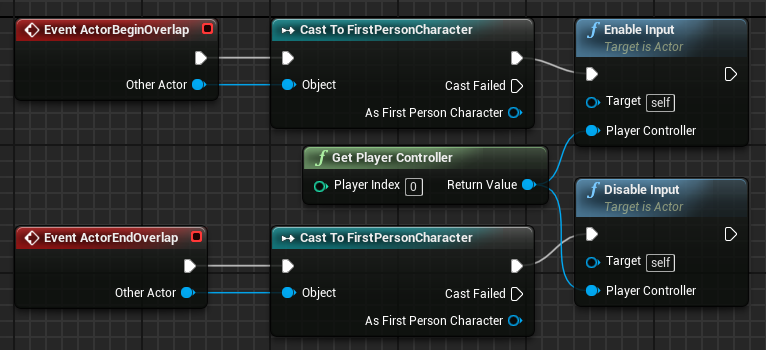 Event ActorBeginOverlap
Other Actor
Cast To FirstPersonCharacter
Object
Cast Failed
As First Person Character
f Enable Input
Target is Actor
Target self
Player Controller
f Get Player Controller
Player Index 0 Return Value
f Disable Input
Target is Actor
Target self
Player Controller
Event ActorEndOverlap
Other Actor
Cast To FirstPersonCharacter
Object
Cast Failed
As First Person Character